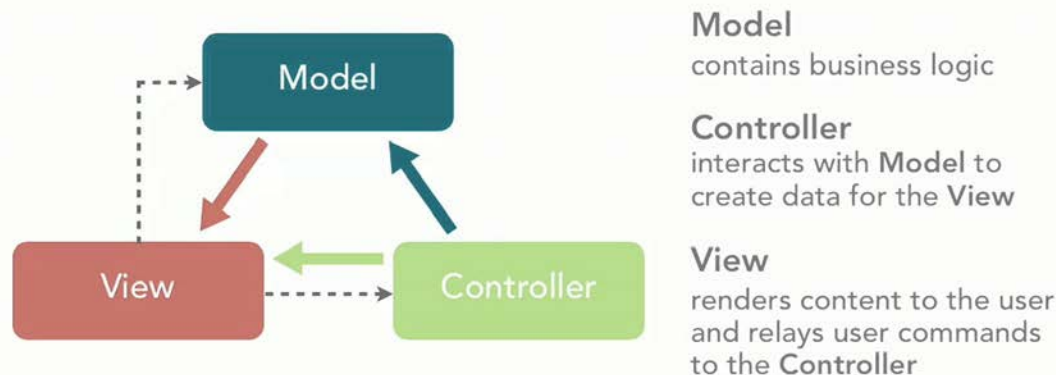 Model
View
Controller
Model
contains business logic
Controller
interacts with Model to
create data for the View
View
renders content to the user
and relays user commands
to the Controller